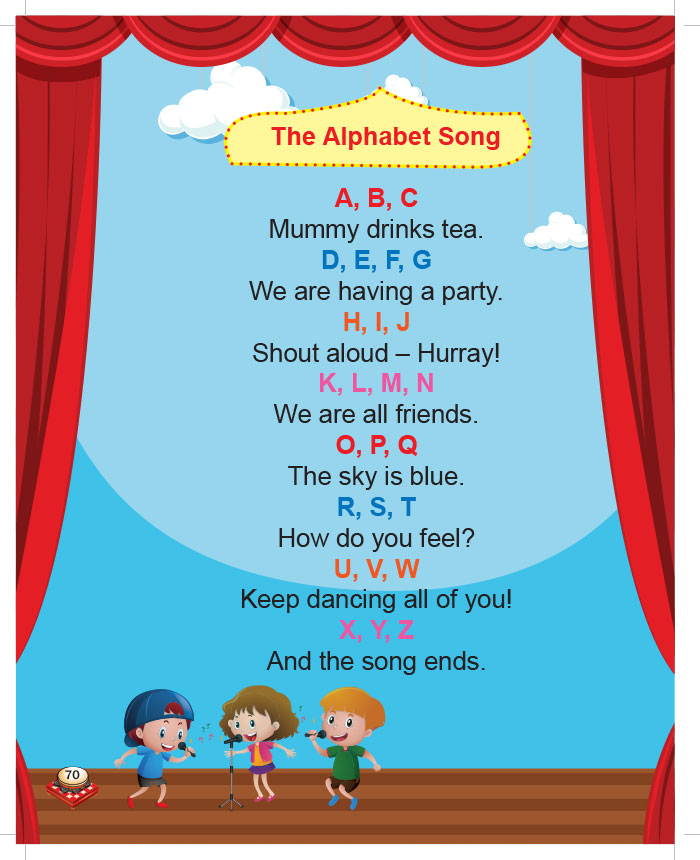 The Alphabet Song
A, B, C
Mummy drinks tea.
D, E, F, G
We are having a party.
H, I, J
Shout aloud – Hurray!
K, L, M, N
We are all friends.
O, P, Q
The sky is blue.
R, S, T
How do you feel?
U, V, W
Keep dancing all of you!
X, Y, Z
And the song ends.
70